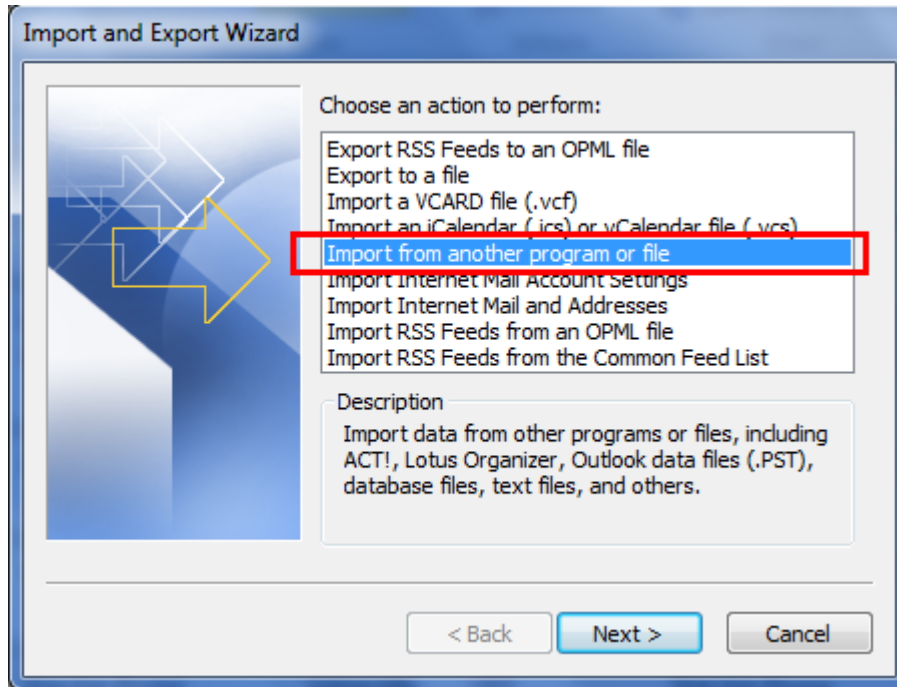 Import and Export Wizard
Choose an action to perform:
Export RSS Feeds to an OPML file
Export to a file
Import a VCARD file (.vcf)
Import an iCalendar (.ics) or vCalendar file (.vcs)
Import from another program or file
Import Internet Mail Account Settings
Import Internet Mail and Addresses
Import RSS Feeds from an OPML file
Import RSS Feeds from the Common Feed List
Description
Import data from other programs or files, including
ACT!, Lotus Organizer, Outlook data files (.PST),
database files, text files, and others.
< Back
Next >
Cancel